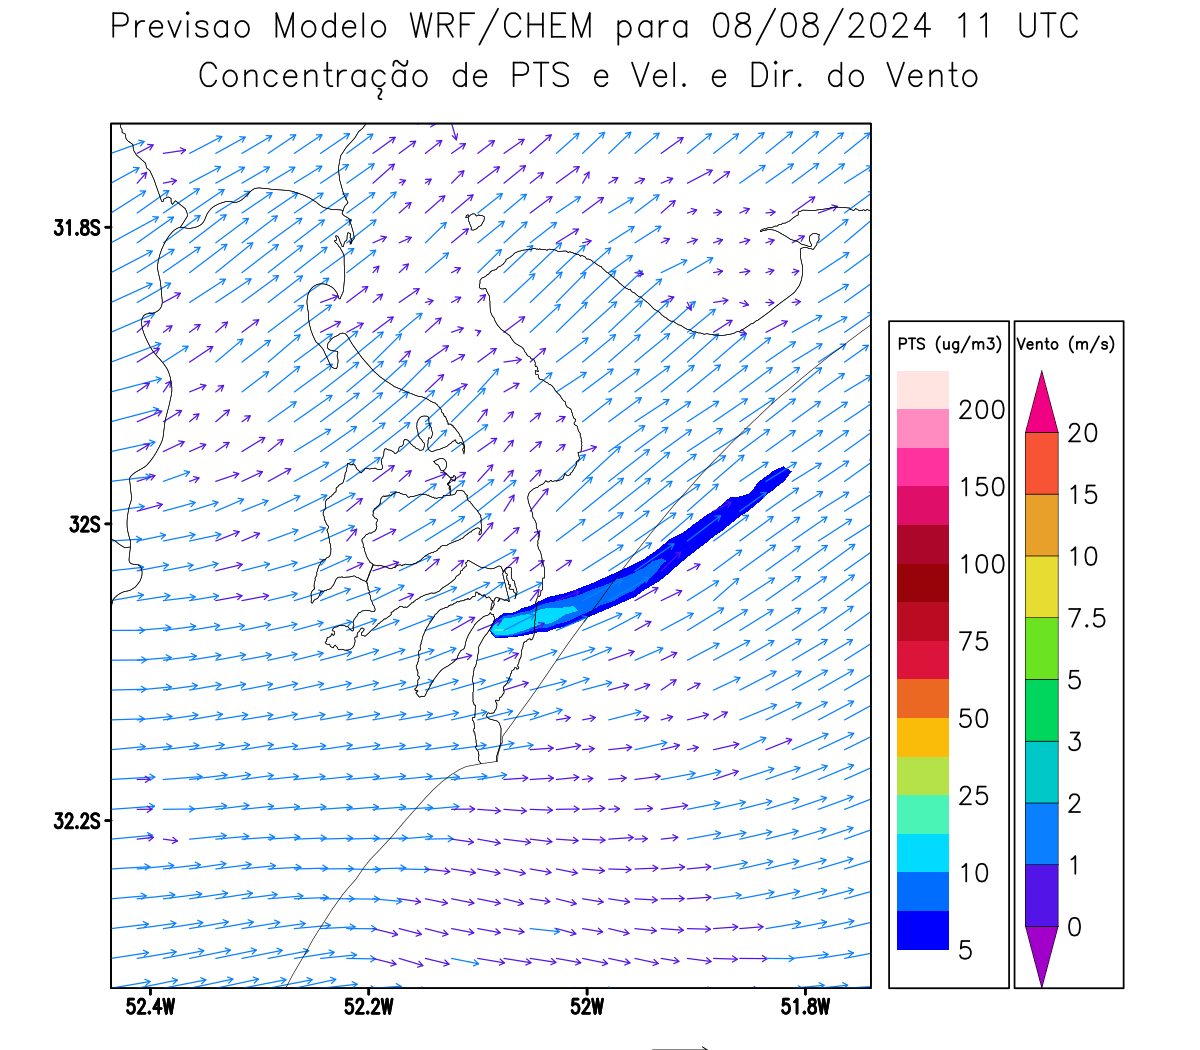 Previsao Modelo WRF/CHEM para 08/08/2024 11 UTC
Concentração de PTS e Vel. e Dir. do Vento
31.8S
32S
32.2S
52.4W 52.2W 52W 51.8W
PTS (ug/m3)
200
150
100
75
50
25
10
5
Vento (m/s)
20
15
10
7.5
5
3
2
1
0